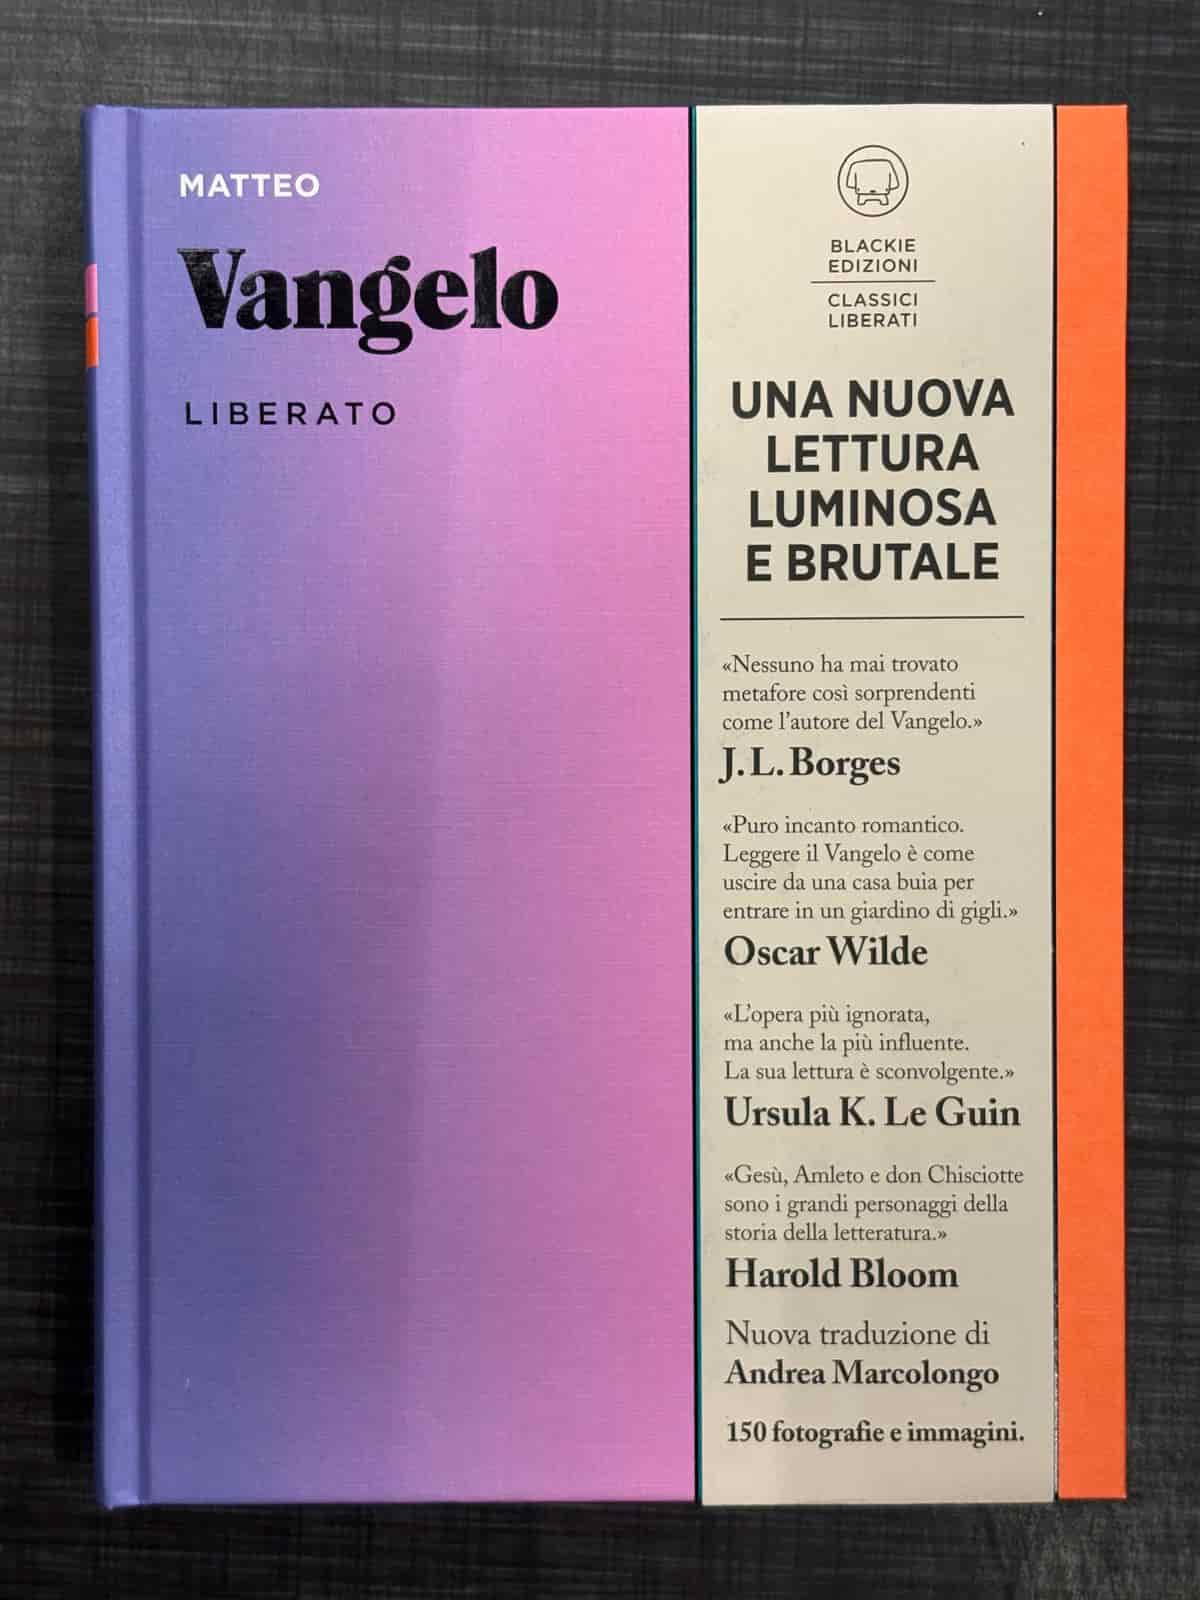 MATTEO
Vangelo
LIBERATO
BLACKIE
EDIZIONI
CLASSICI
LIBERATI
UNA NUOVA
LETTURA
LUMINOSA
E BRUTALE
«Nessuno ha mai trovato
metafore così sorprendenti
come l’autore del Vangelo.»
J. L. Borges
«Puro incanto romantico.
Leggere il Vangelo è come
uscire da una casa buia per
entrare in un giardino di gigli.»
Oscar Wilde
«L’opera più ignorata,
ma anche la più influente.
La sua lettura è sconvolgente.»
Ursula K. Le Guin
«Gesù, Amleto e don Chisciotte
sono i grandi personaggi della
storia della letteratura.»
Harold Bloom
Nuova traduzione di
Andrea Marcolongo
150 fotografie e immagini.